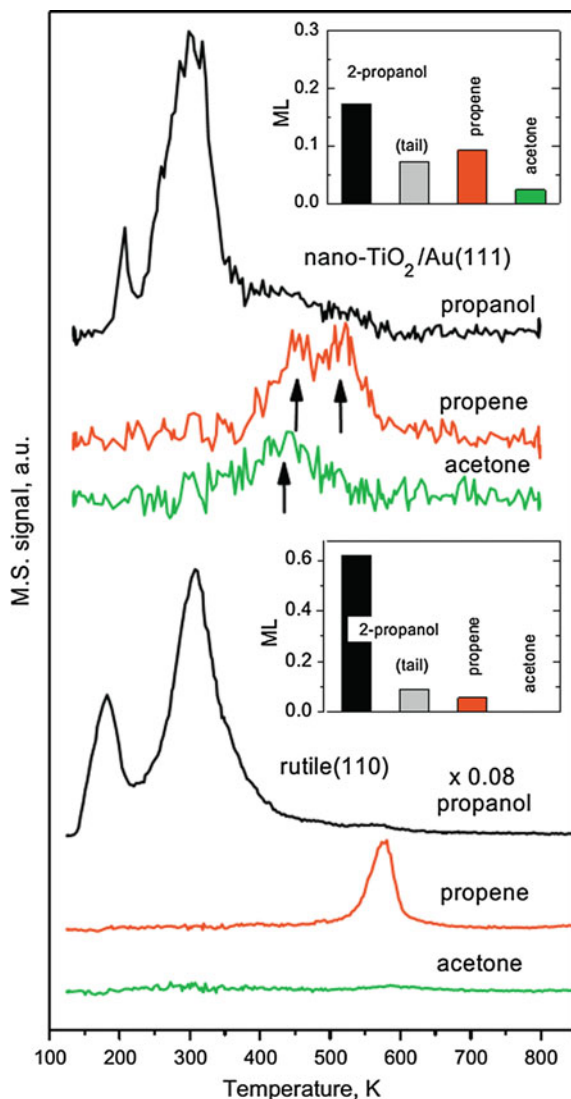 0.3
0.2
0.1
0.0
ML
2-propanol
(tail)
propene
acetone
nano-TiO₂/Au(111)
propanol
propene
acetone
M.S. signal, a.u.
0.6
0.4
0.2
0.0
ML
2-propanol
(tail)
propene
acetone
rutile(110)
x 0.08
propanol
propene
acetone
100 200 300 400 500 600 700 800
Temperature, K